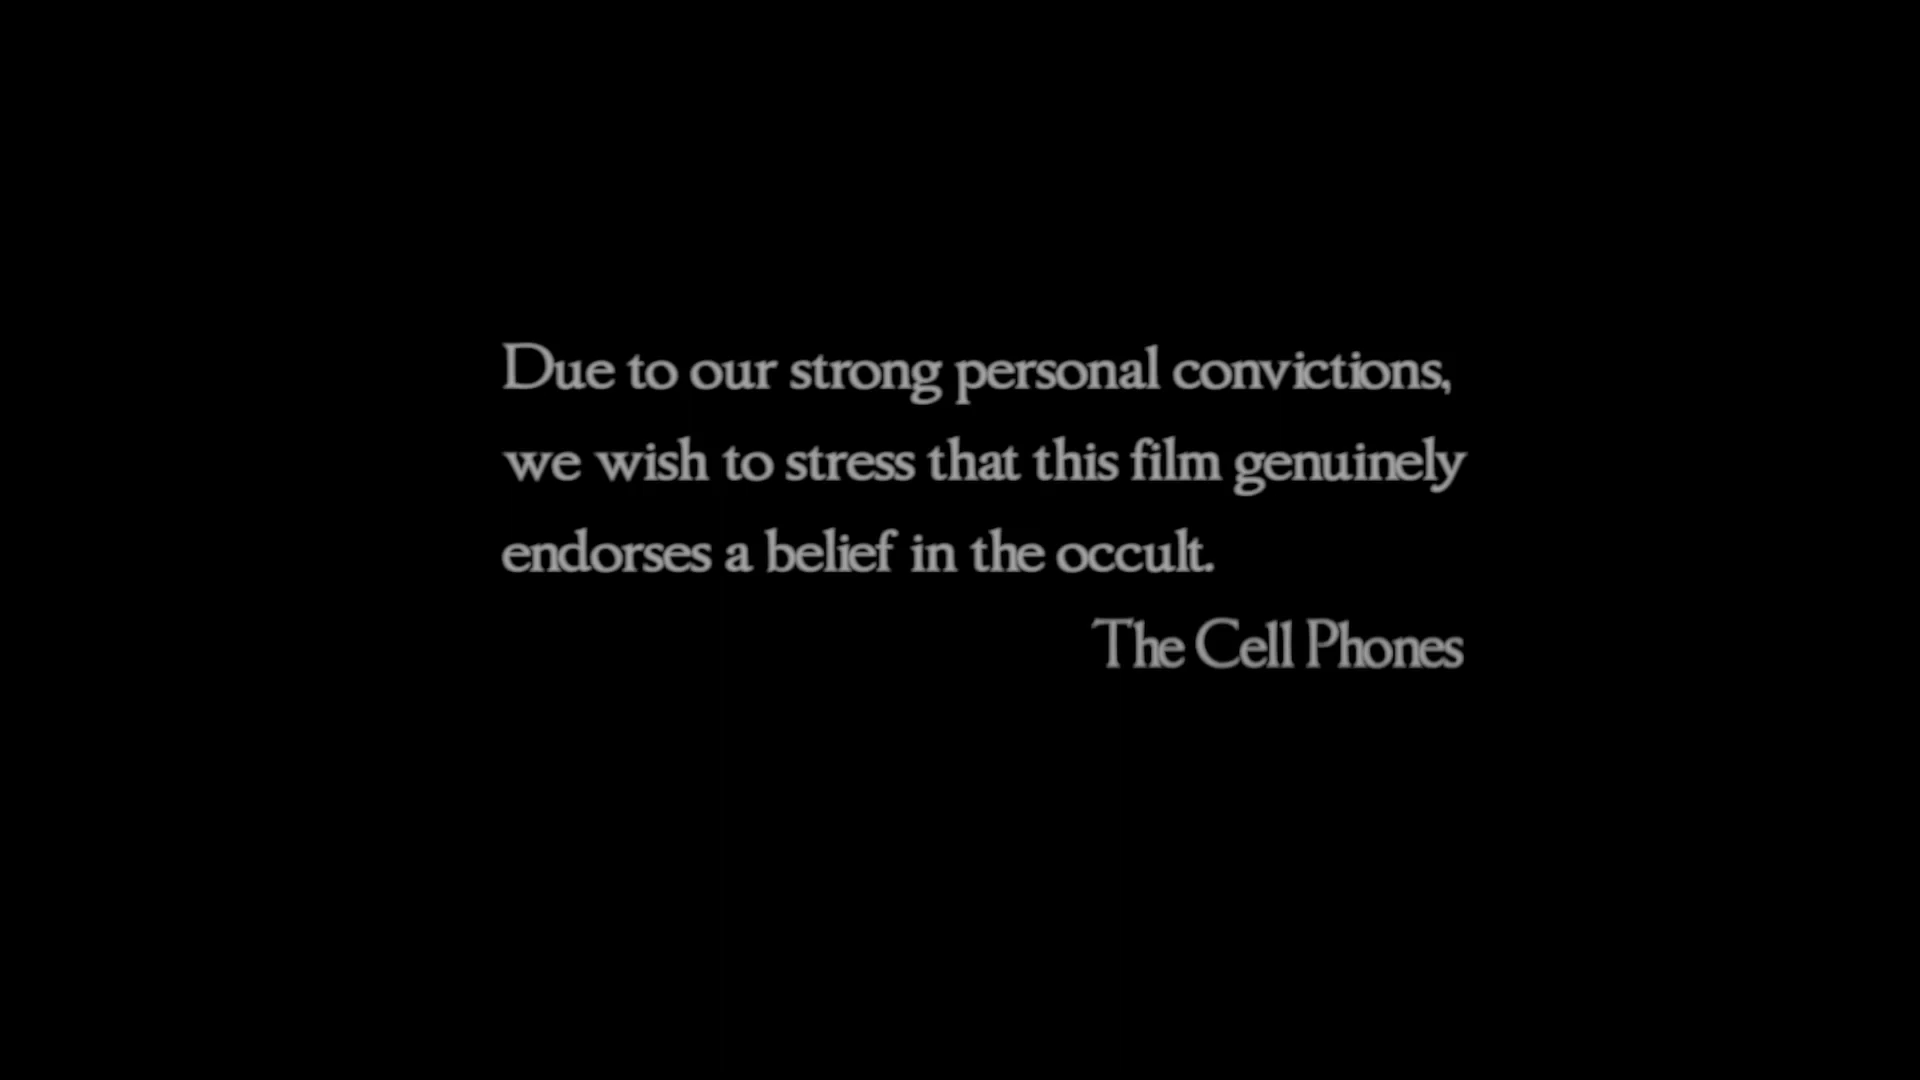 Due to our strong personal convictions,
we wish to stress that this film genuinely
endorses a belief in the occult.
The Cell Phones